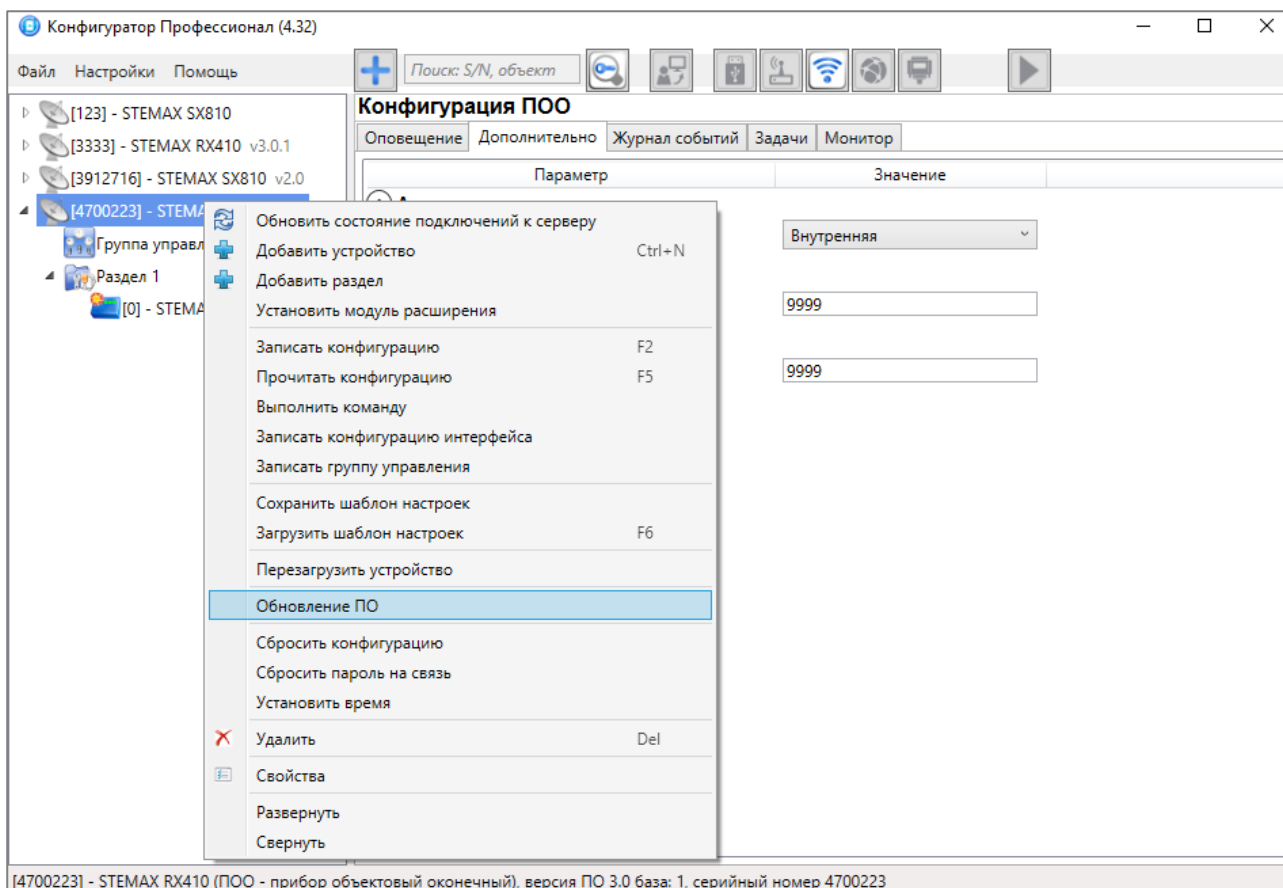 Конфигуратор Профессионал (4.32)
Файл Настройки Помощь
Поиск: S/N, объект
[123] - STEMAX SX810
[3333] - STEMAX RX410 v3.0.1
[3912716] - STEMAX SX810 v2.0
[4700223] - STEMA
Группа управл
Раздел 1
[0] - STEMA
Конфигурация ПОО
Оповещение Дополнительно Журнал событий Задачи Монитор
Параметр Значение
Внутренняя
9999
9999
Обновить состояние подключений к серверу
Добавить устройство Ctrl+N
Добавить раздел
Установить модуль расширения
Записать конфигурацию F2
Прочитать конфигурацию F5
Выполнить команду
Записать конфигурацию интерфейса
Записать группу управления
Сохранить шаблон настроек
Загрузить шаблон настроек F6
Перезагрузить устройство
Обновление ПО
Сбросить конфигурацию
Сбросить пароль на связь
Установить время
Удалить Del
Свойства
Развернуть
Свернуть
[4700223] - STEMAX RX410 (ПОО - прибор объектовый оконечный), версия ПО 3.0 база: 1, серийный номер 4700223